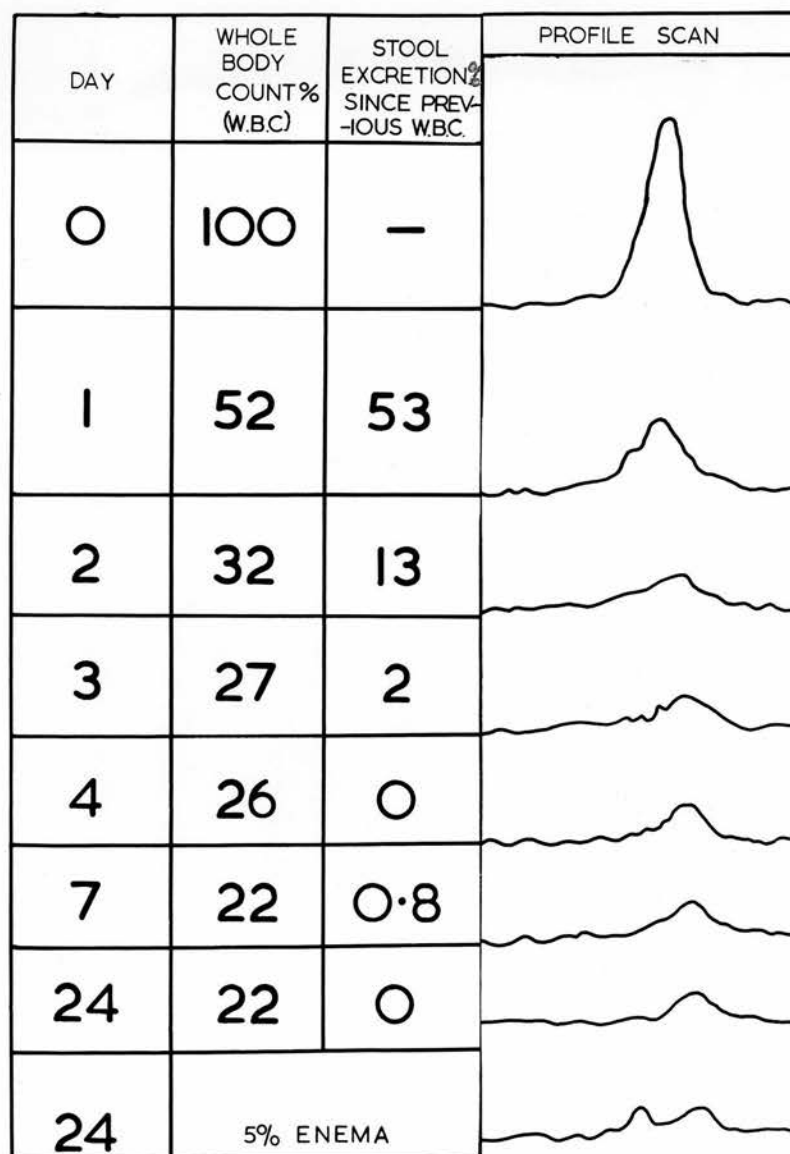 DAY
WHOLE
BODY
COUNT %
(W.B.C)
STOOL
EXCRETION %
SINCE PREV-
-IOUS W.B.C.
PROFILE SCAN
0 100 –
1 52 53
2 32 13
3 27 2
4 26 0
7 22 0·8
24 22 0
24 5% ENEMA